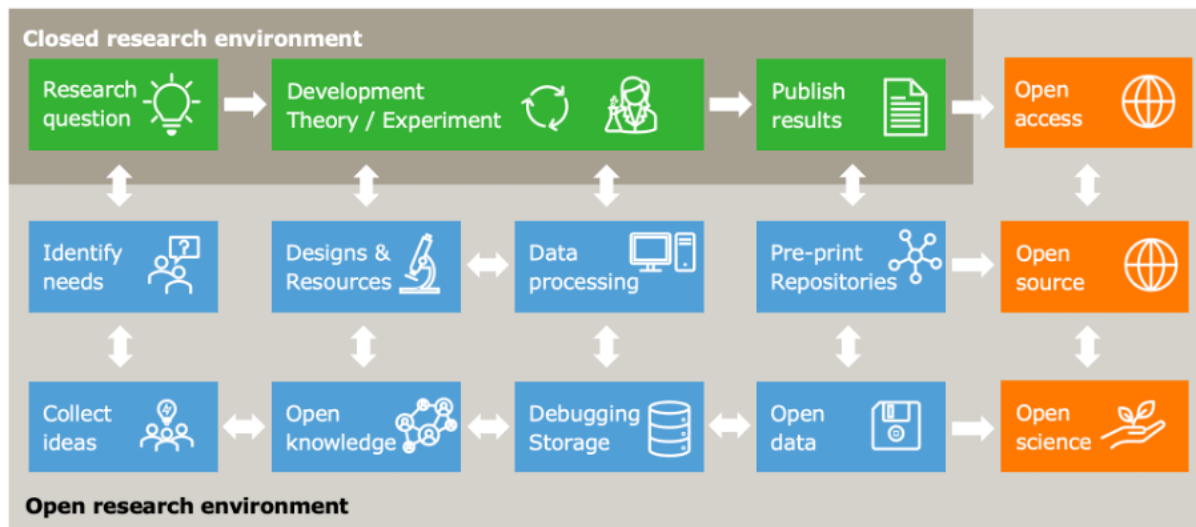 Closed research environment
Research
question
Development
Theory / Experiment
Publish
results
Open
access
Identify
needs
?
Designs &
Resources
Data
processing
Pre-print
Repositories
Open
source
Collect
ideas
Open
knowledge
Debugging
Storage
Open
data
Open
science
Open research environment